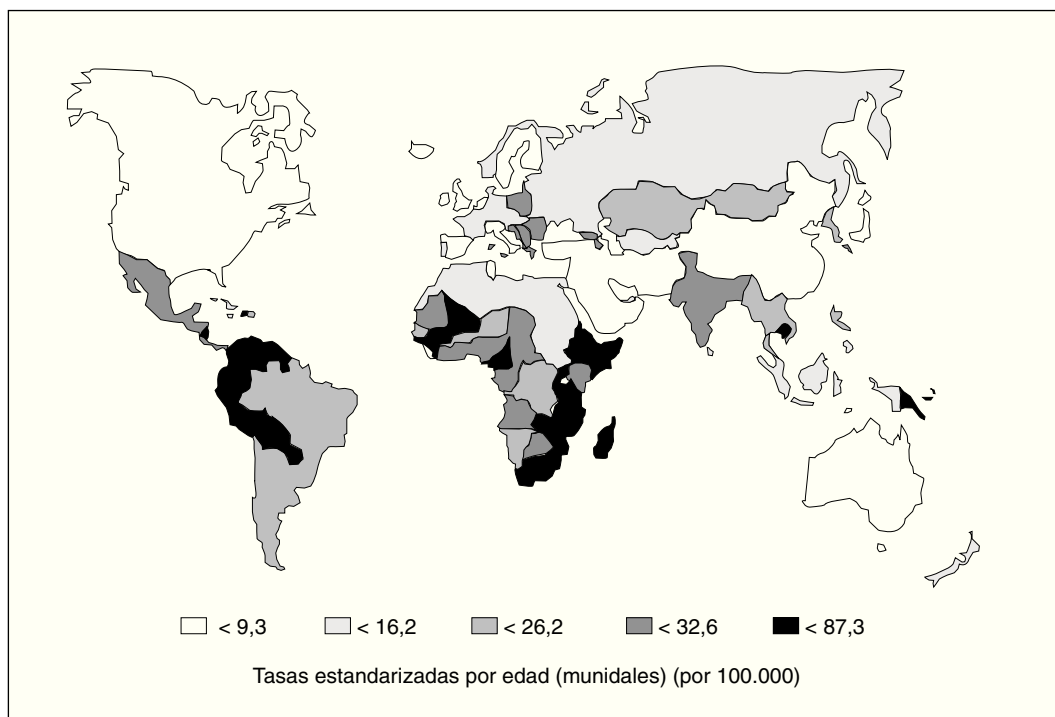 < 9,3 < 16,2 < 26,2 < 32,6 < 87,3
Tasas estandarizadas por edad (munidales) (por 100.000)